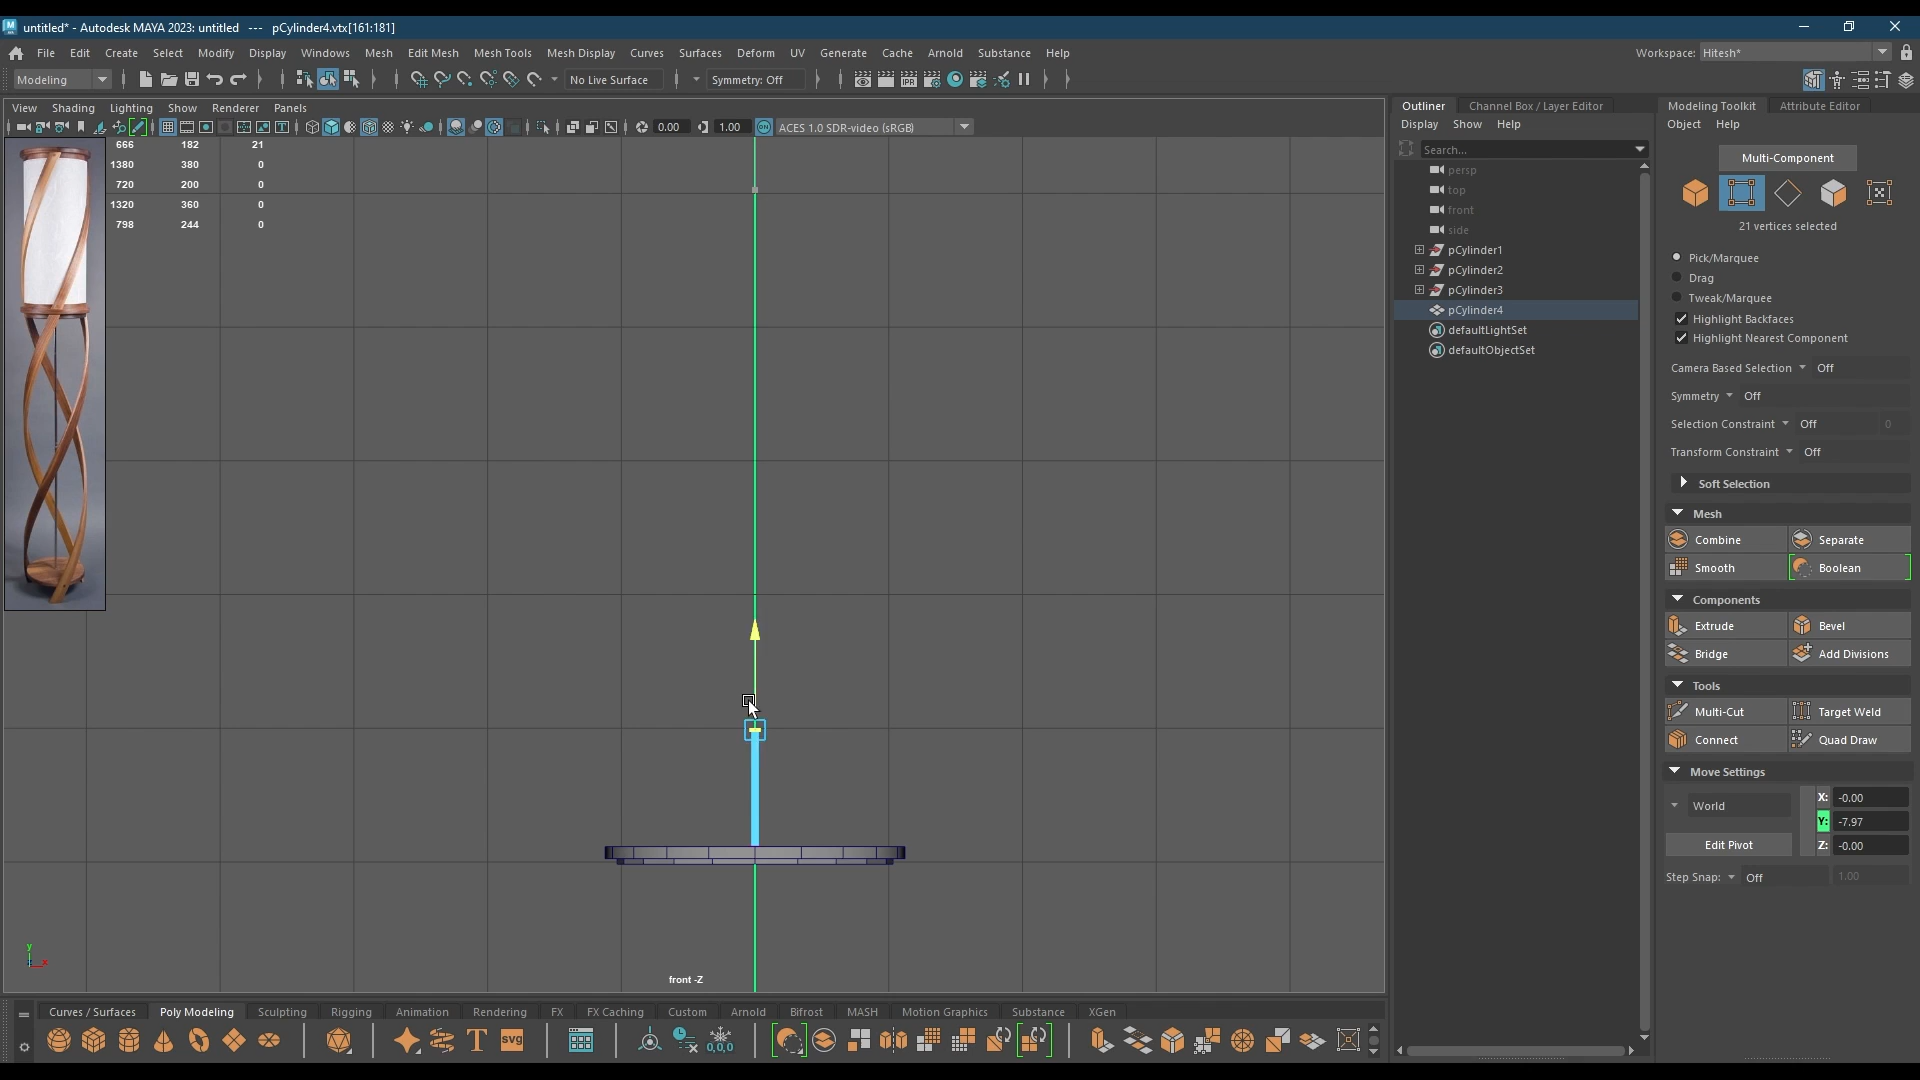 untitled* - Autodesk MAYA 2023: untitled --- pCylinder4.vtx[161:181]
File Edit Create Select Modify Display Windows Mesh Edit Mesh Mesh Tools Mesh Display Curves Surfaces Deform UV Generate Cache Arnold Substance Help
Workspace: Hitesh*
Modeling No Live Surface Symmetry: Off
View Shading Lighting Show Renderer Panels
0.00 1.00 ACES 1.0 SDR-video (sRGB)
666 182 21
1380 380 0
720 200 0
1320 360 0
798 244 0
y
x
front -Z
Outliner Channel Box / Layer Editor
Display Show Help
Search...
persp
top
front
side
pCylinder1
pCylinder2
pCylinder3
pCylinder4
defaultLightSet
defaultObjectSet
Modeling Toolkit Attribute Editor
Object Help
Multi-Component
21 vertices selected
Pick/Marquee
Drag
Tweak/Marquee
Highlight Backfaces
Highlight Nearest Component
Camera Based Selection Off
Symmetry Off
Selection Constraint Off 0
Transform Constraint Off
Soft Selection
Mesh
Combine Separate
Smooth Boolean
Components
Extrude Bevel
Bridge Add Divisions
Tools
Multi-Cut Target Weld
Connect Quad Draw
Move Settings
World
X: -0.00
Y: -7.97
Edit Pivot Z: -0.00
Step Snap: Off 1.00
Curves / Surfaces Poly Modeling Sculpting Rigging Animation Rendering FX FX Caching Custom Arnold Bifrost MASH Motion Graphics Substance XGen
T svg 0,0,0